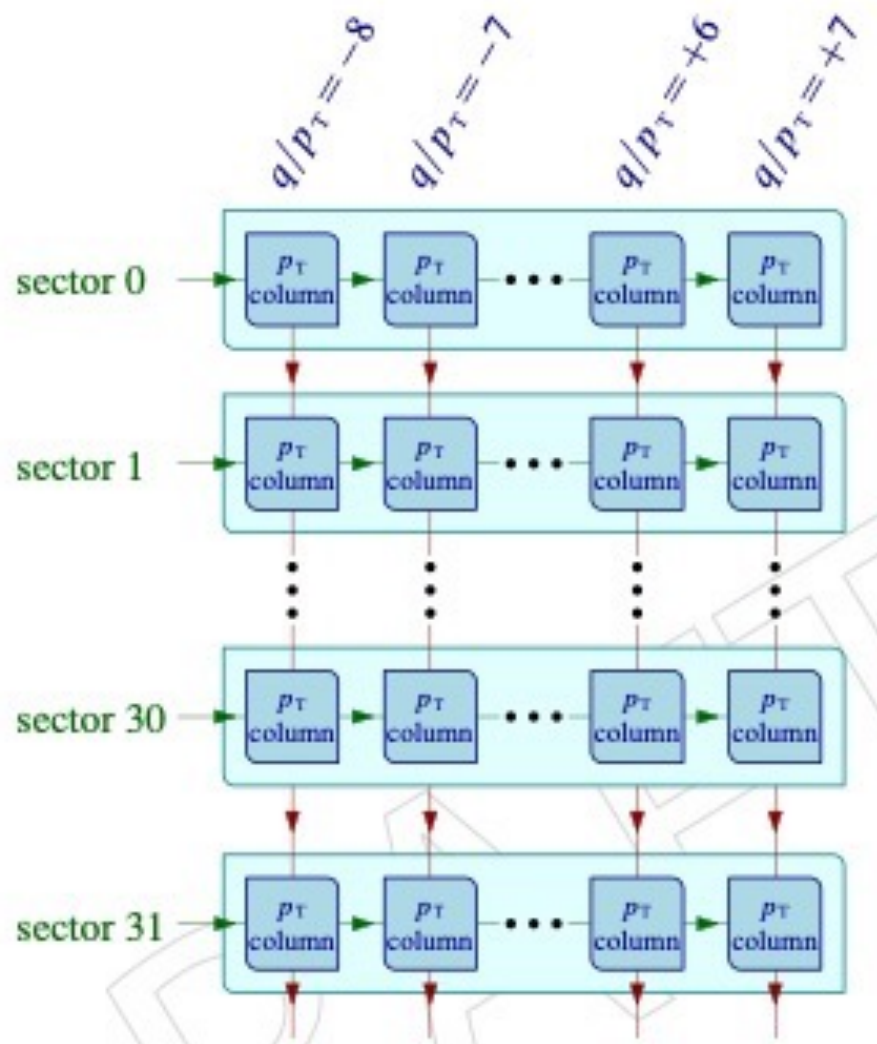 q/pT = −8
q/pT = −7
q/pT = +6
q/pT = +7
sector 0
pT
column
pT
column
pT
column
pT
column
sector 1
pT
column
pT
column
pT
column
pT
column
sector 30
pT
column
pT
column
pT
column
pT
column
sector 31
pT
column
pT
column
pT
column
pT
column